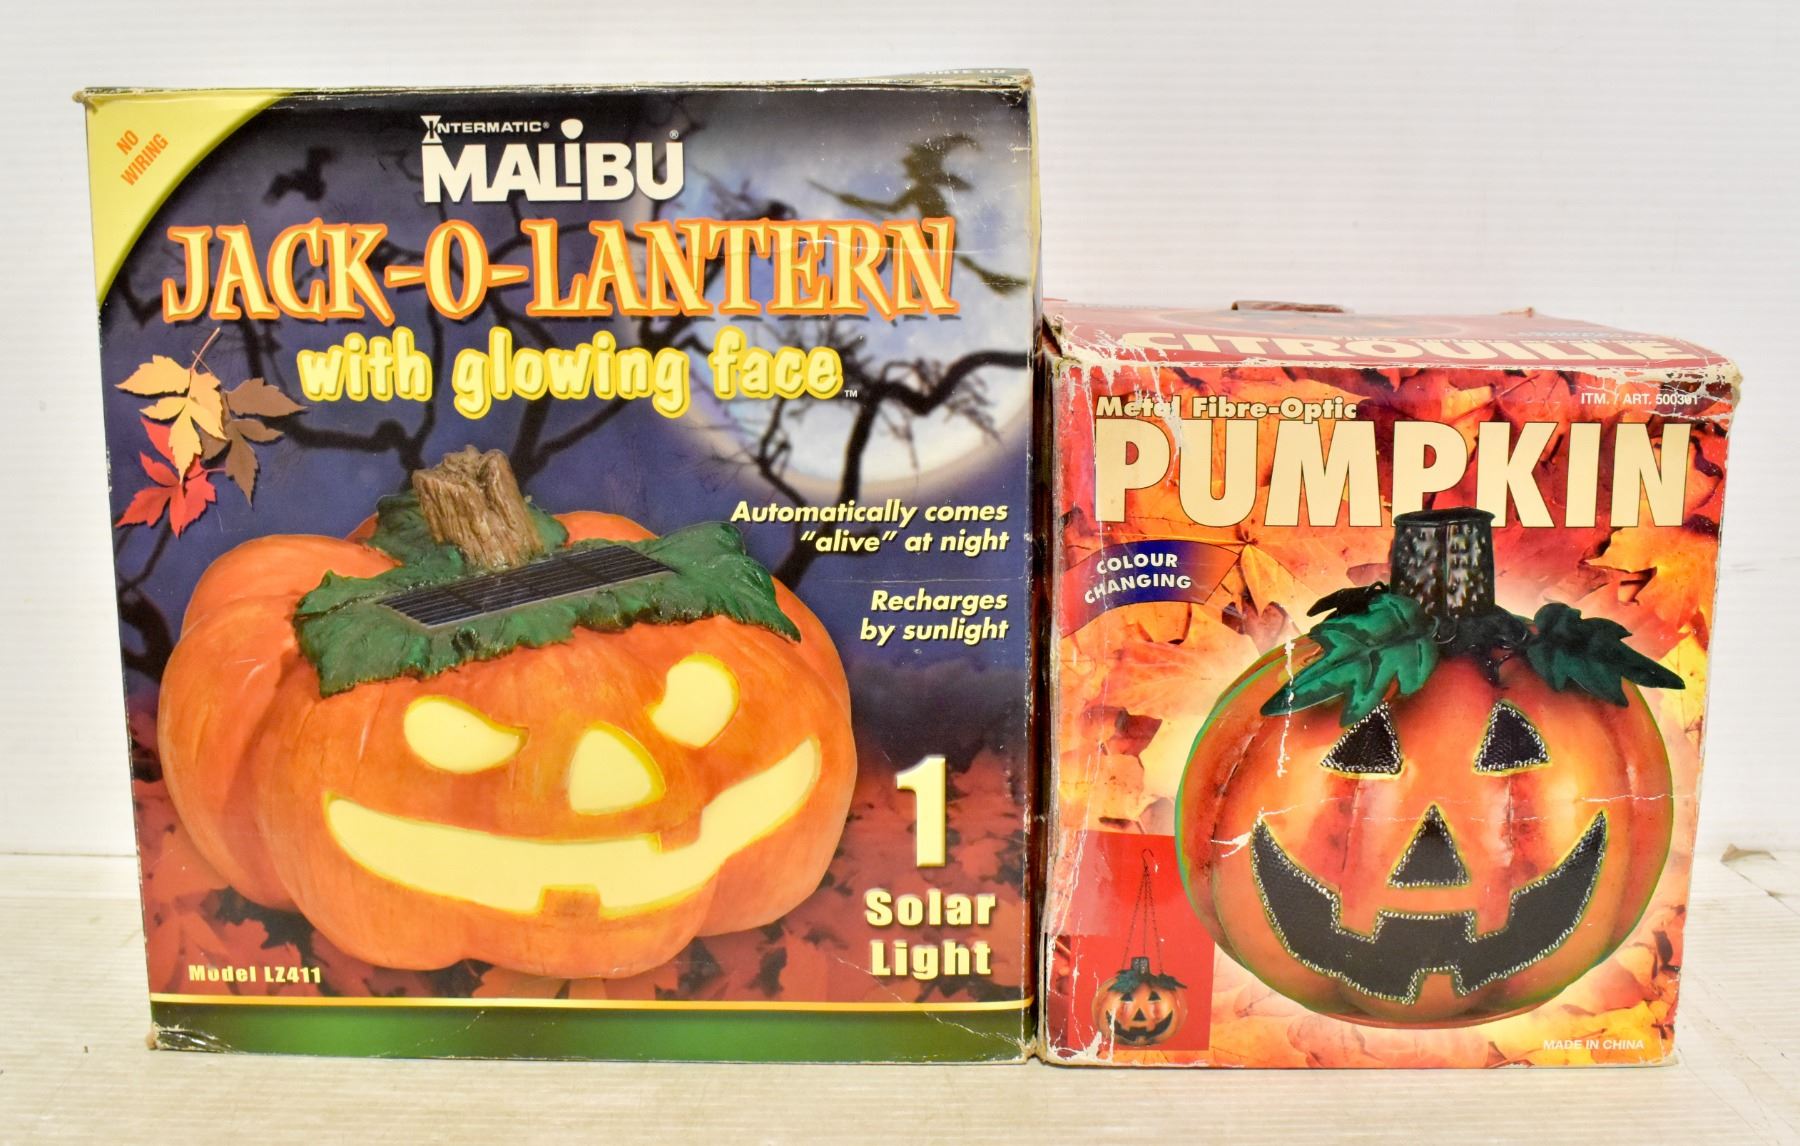 NO
WIRING
INTERMATIC®
MALiBU®
JACK-O-LANTERN
with glowing face™
Automatically comes
"alive" at night
Recharges
by sunlight
1
Solar
Light
Model LZ411
CITROUILLE
Metal Fibre-Optic
ITM. / ART. 500301
PUMPKIN
COLOUR
CHANGING
MADE IN CHINA